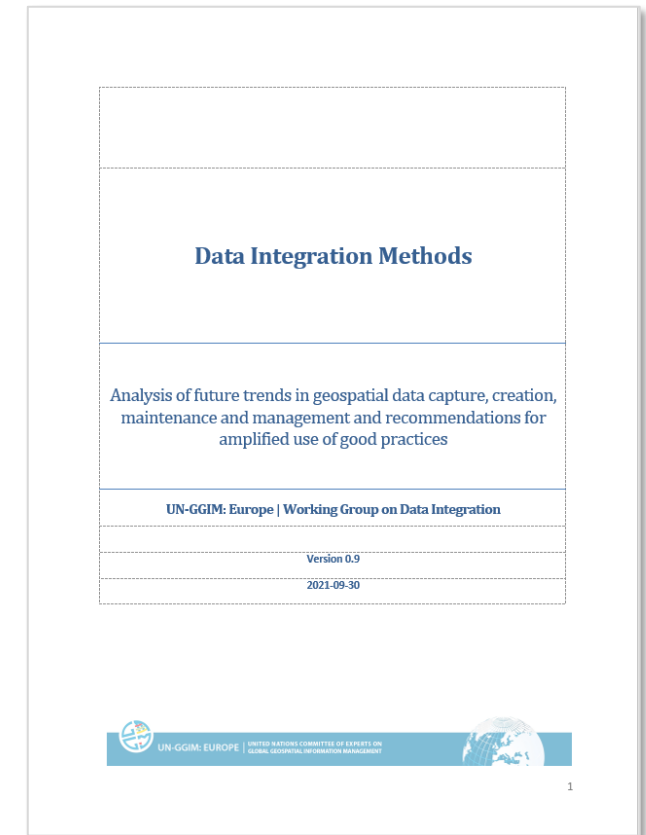 Data Integration Methods
Analysis of future trends in geospatial data capture, creation,
maintenance and management and recommendations for
amplified use of good practices
UN-GGIM: Europe | Working Group on Data Integration
Version 0.9
2021-09-30
UN-GGIM: EUROPE | UNITED NATIONS COMMITTEE OF EXPERTS ON
GLOBAL GEOSPATIAL INFORMATION MANAGEMENT
1